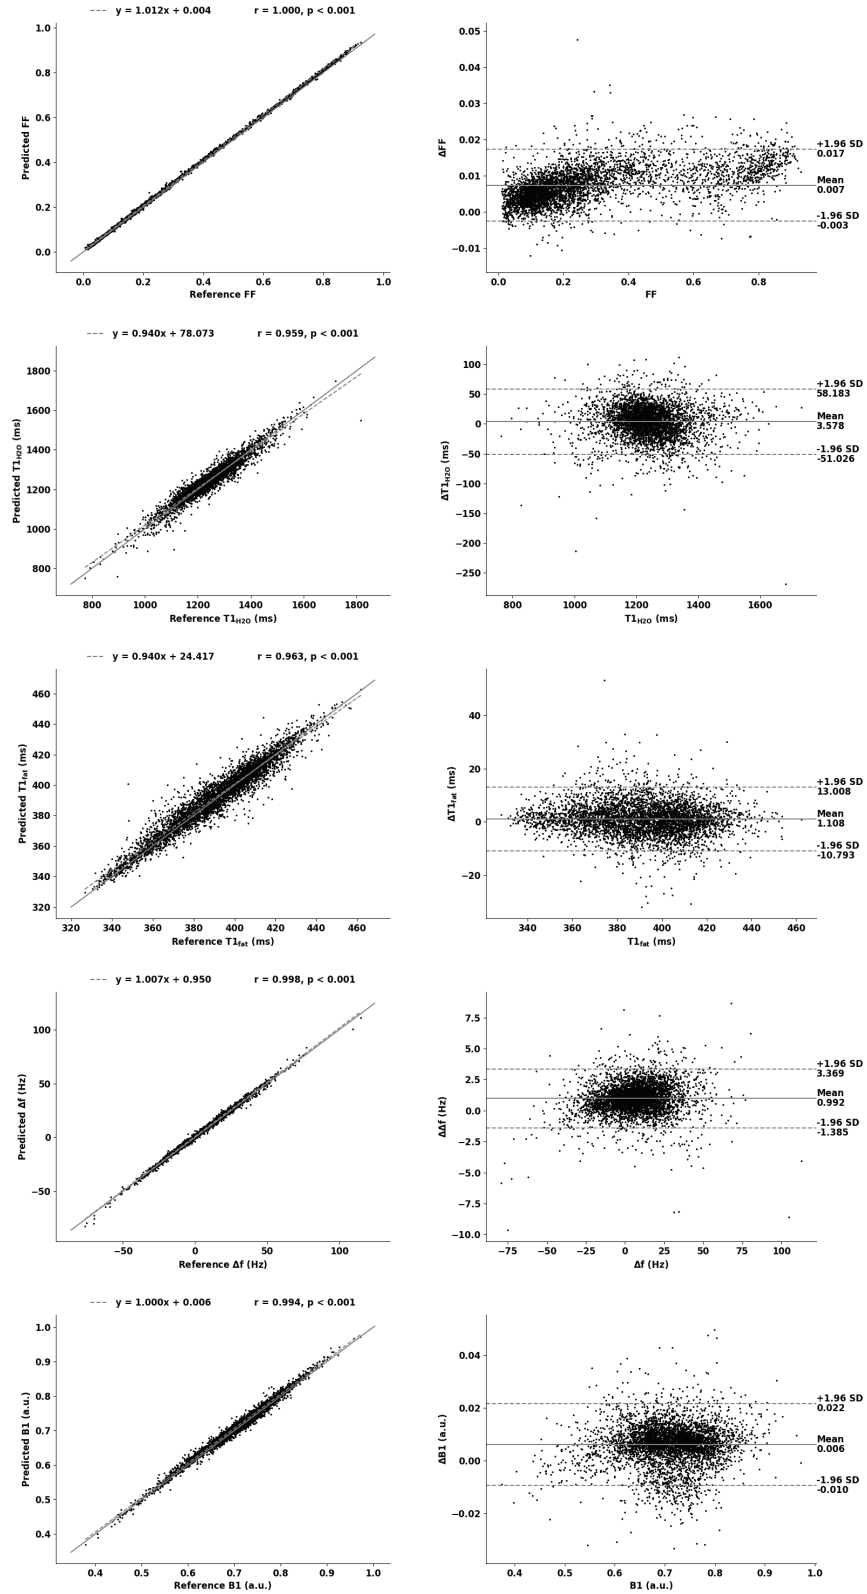 y = 1.012x + 0.004 r = 1.000, p < 0.001
1.0
0.8
0.6
0.4
0.2
0.0
Predicted FF
0.0 0.2 0.4 0.6 0.8 1.0
Reference FF
0.05
0.04
0.03
0.02
0.01
0.00
−0.01
ΔFF
+1.96 SD
0.017
Mean
0.007
-1.96 SD
-0.003
0.0 0.2 0.4 0.6 0.8
FF
y = 0.940x + 78.073 r = 0.959, p < 0.001
1800
1600
1400
1200
1000
800
Predicted T1H2O (ms)
800 1000 1200 1400 1600 1800
Reference T1H2O (ms)
100
50
0
−50
−100
−150
−200
−250
ΔT1H2O (ms)
+1.96 SD
58.183
Mean
3.578
-1.96 SD
-51.026
800 1000 1200 1400 1600
T1H2O (ms)
y = 0.940x + 24.417 r = 0.963, p < 0.001
460
440
420
400
380
360
340
320
Predicted T1fat (ms)
320 340 360 380 400 420 440 460
Reference T1fat (ms)
40
20
0
−20
ΔT1fat (ms)
+1.96 SD
13.008
Mean
1.108
-1.96 SD
-10.793
340 360 380 400 420 440 460
T1fat (ms)
y = 1.007x + 0.950 r = 0.998, p < 0.001
100
50
0
−50
Predicted Δf (Hz)
−50 0 50 100
Reference Δf (Hz)
7.5
5.0
2.5
0.0
−2.5
−5.0
−7.5
−10.0
ΔΔf (Hz)
+1.96 SD
3.369
Mean
0.992
-1.96 SD
-1.385
−75 −50 −25 0 25 50 75 100
Δf (Hz)
y = 1.000x + 0.006 r = 0.994, p < 0.001
1.0
0.9
0.8
0.7
0.6
0.5
0.4
Predicted B1 (a.u.)
0.4 0.5 0.6 0.7 0.8 0.9 1.0
Reference B1 (a.u.)
0.04
0.02
0.00
−0.02
ΔB1 (a.u.)
+1.96 SD
0.022
Mean
0.006
-1.96 SD
-0.010
0.4 0.5 0.6 0.7 0.8 0.9 1.0
B1 (a.u.)